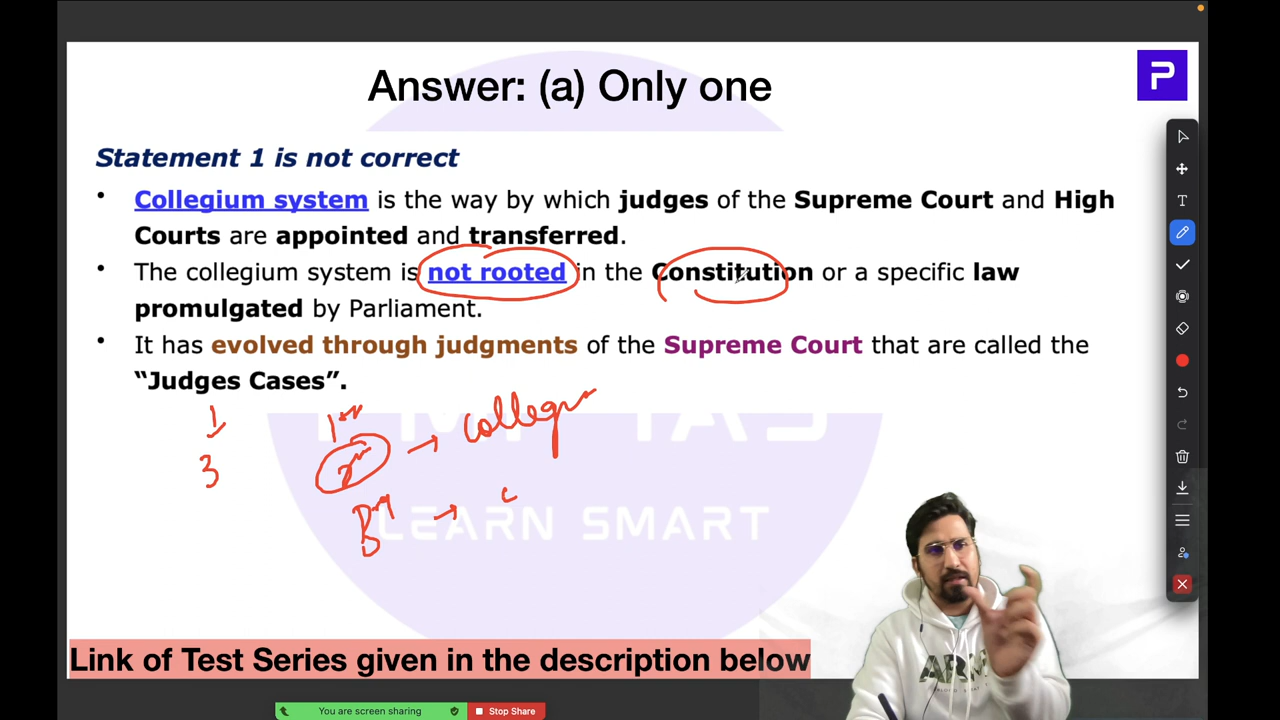 Answer: (a) Only one
P
Statement 1 is not correct
• Collegium system is the way by which judges of the Supreme Court and High
Courts are appointed and transferred.
• The collegium system is not rooted in the Constitution or a specific law
promulgated by Parliament.
• It has evolved through judgments of the Supreme Court that are called the
“Judges Cases”.
1
3
→ Collegium
LEARN SMART
T
ARMY
Link of Test Series given in the description below
You are screen sharing
Stop Share